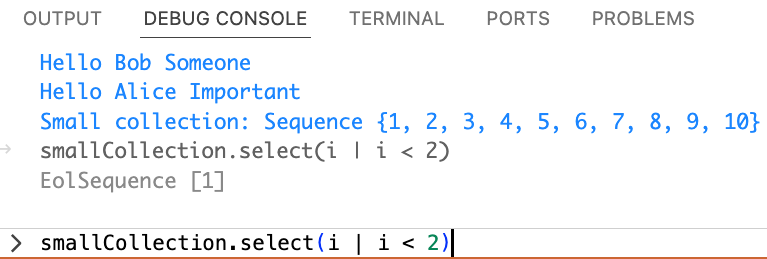 OUTPUT DEBUG CONSOLE TERMINAL PORTS PROBLEMS
Hello Bob Someone
Hello Alice Important
Small collection: Sequence {1, 2, 3, 4, 5, 6, 7, 8, 9, 10}
→ smallCollection.select(i | i < 2)
EolSequence [1]
> smallCollection.select(i | i < 2)